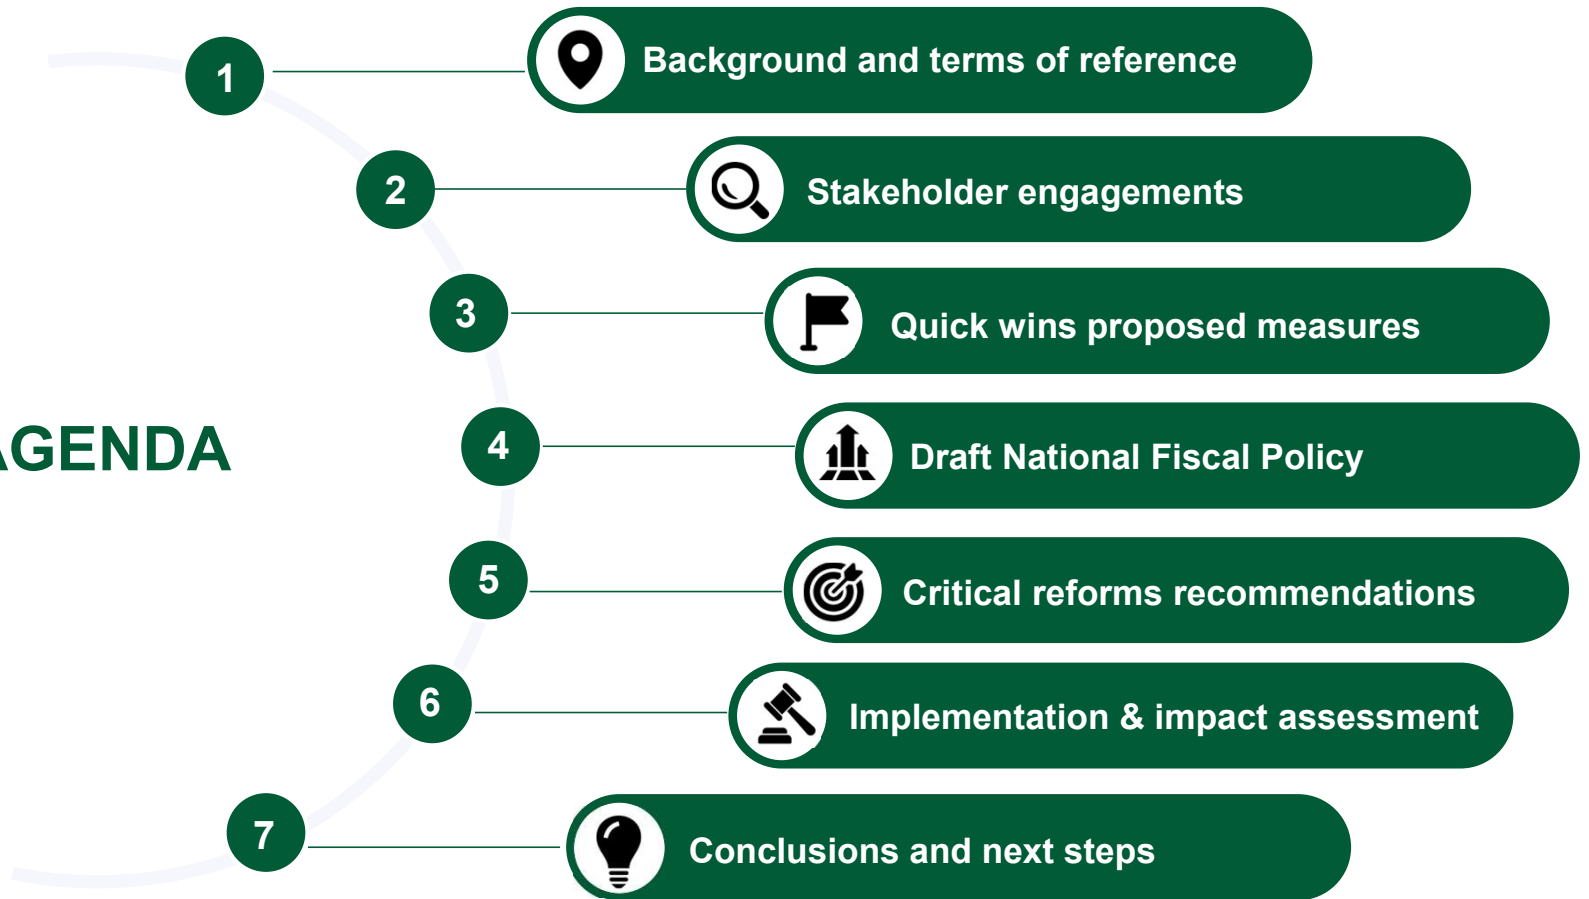 AGENDA
1
Background and terms of reference
2
Stakeholder engagements
3
Quick wins proposed measures
4
Draft National Fiscal Policy
5
Critical reforms recommendations
6
Implementation & impact assessment
7
Conclusions and next steps